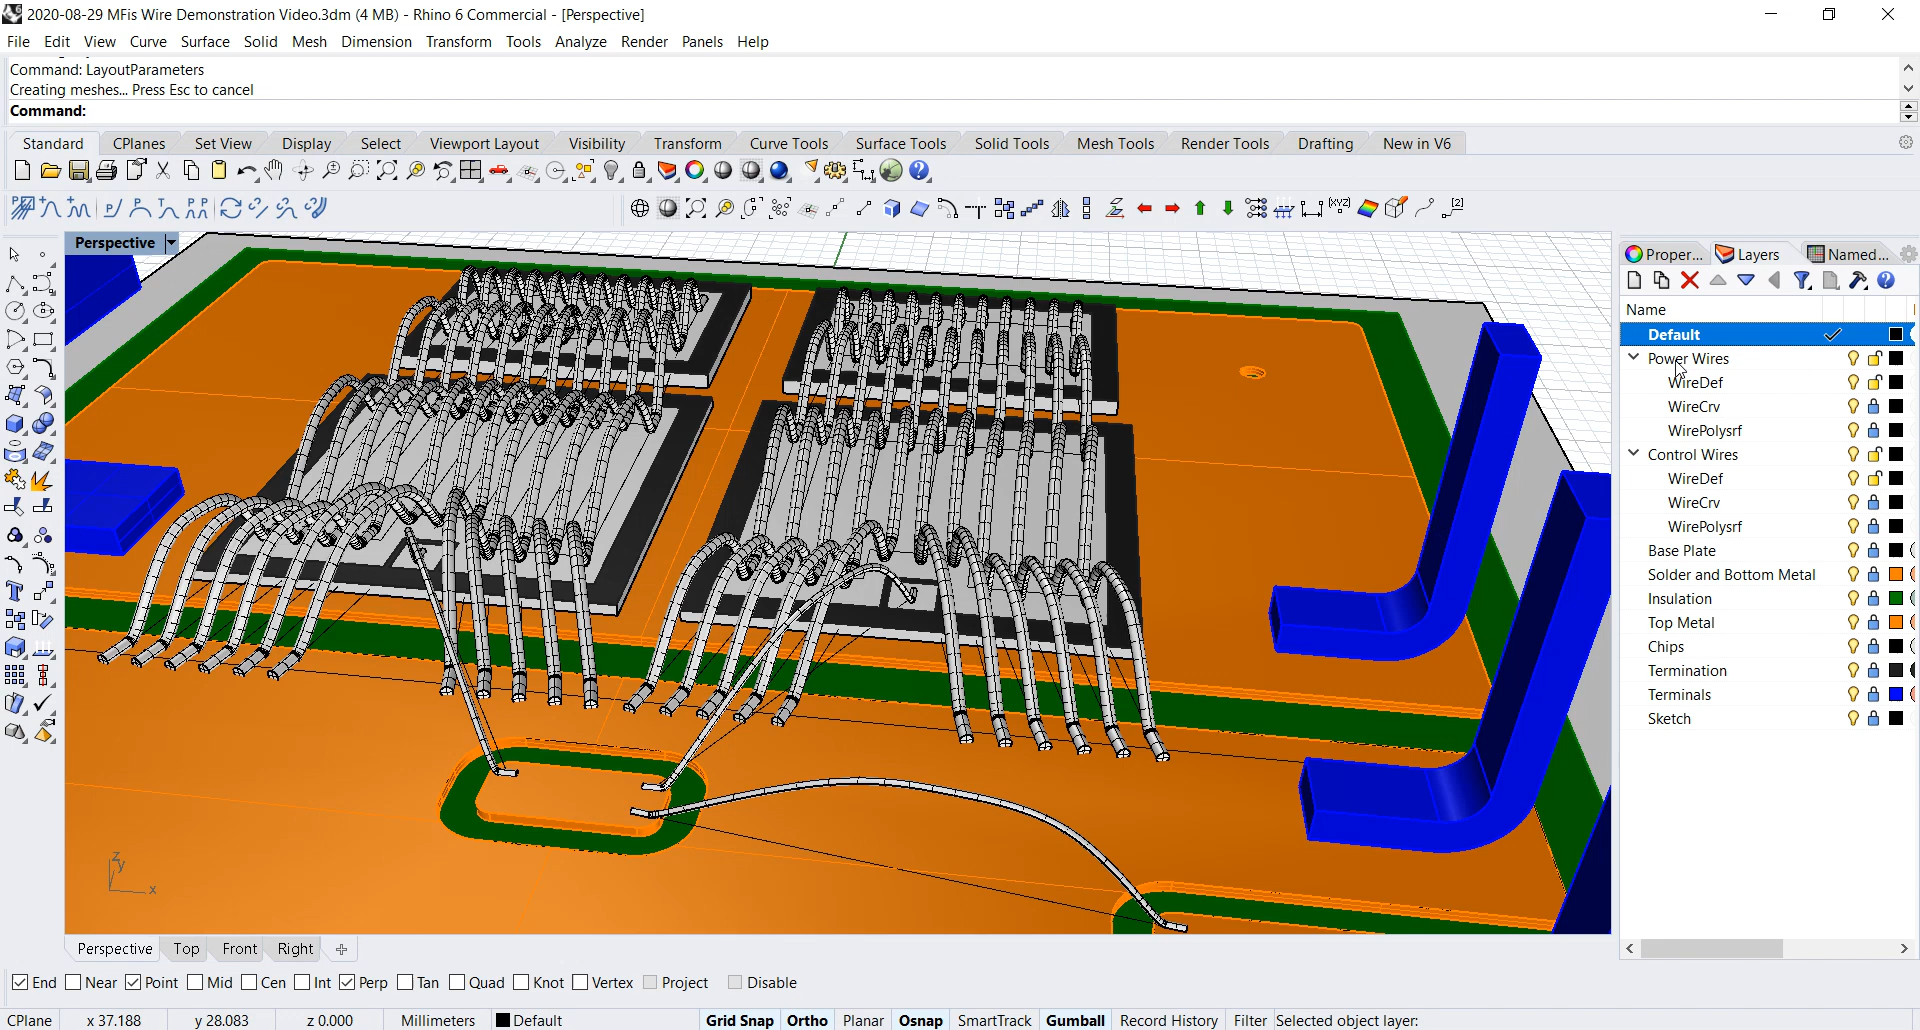 2020-08-29 MFis Wire Demonstration Video.3dm (4 MB) - Rhino 6 Commercial - [Perspective]
File Edit View Curve Surface Solid Mesh Dimension Transform Tools Analyze Render Panels Help
Command: LayoutParameters
Creating meshes... Press Esc to cancel
Command:
Standard CPlanes Set View Display Select Viewport Layout Visibility Transform Curve Tools Surface Tools Solid Tools Mesh Tools Render Tools Drafting New in V6
Perspective
Proper... Layers Named...
Name
Default
Power Wires
WireDef
WireCrv
WirePolysrf
Control Wires
WireDef
WireCrv
WirePolysrf
Base Plate
Solder and Bottom Metal
Insulation
Top Metal
Chips
Termination
Terminals
Sketch
z
y
x
Perspective Top Front Right
End Near Point Mid Cen Int Perp Tan Quad Knot Vertex Project Disable
CPlane x 37.188 y 28.083 z 0.000 Millimeters Default Grid Snap Ortho Planar Osnap SmartTrack Gumball Record History Filter Selected object layer: